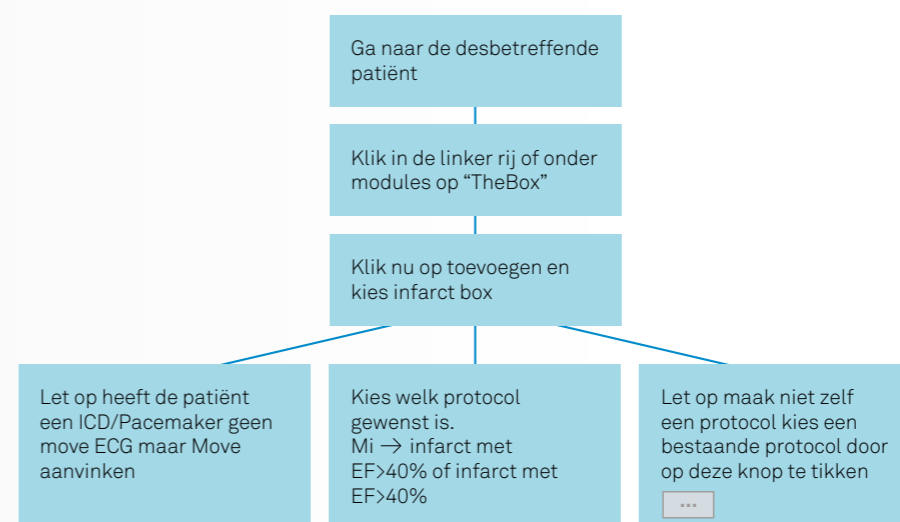 Ga naar de desbetreffende
patiënt
Klik in de linker rij of onder
modules op “TheBox”
Klik nu op toevoegen en
kies infarct box
Let op heeft de patiënt
een ICD/Pacemaker geen
move ECG maar Move
aanvinken
Kies welk protocol
gewenst is.
Mi → infarct met
EF>40% of infarct met
EF>40%
Let op maak niet zelf
een protocol kies een
bestaande protocol door
op deze knop te tikken
...